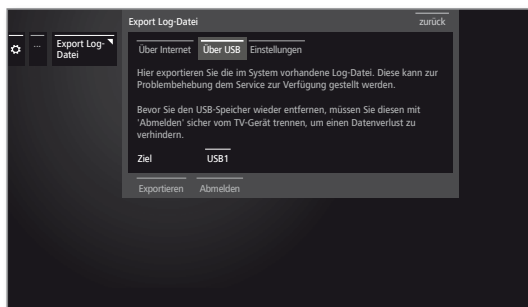 Export Log-Datei
zurück
...
Export Log-
Datei
Über Internet
Über USB
Einstellungen
Hier exportieren Sie die im System vorhandene Log-Datei. Diese kann zur
Problembehebung dem Service zur Verfügung gestellt werden.
Bevor Sie den USB-Speicher wieder entfernen, müssen Sie diesen mit
'Abmelden' sicher vom TV-Gerät trennen, um einen Datenverlust zu
verhindern.
Ziel
USB1
Exportieren
Abmelden